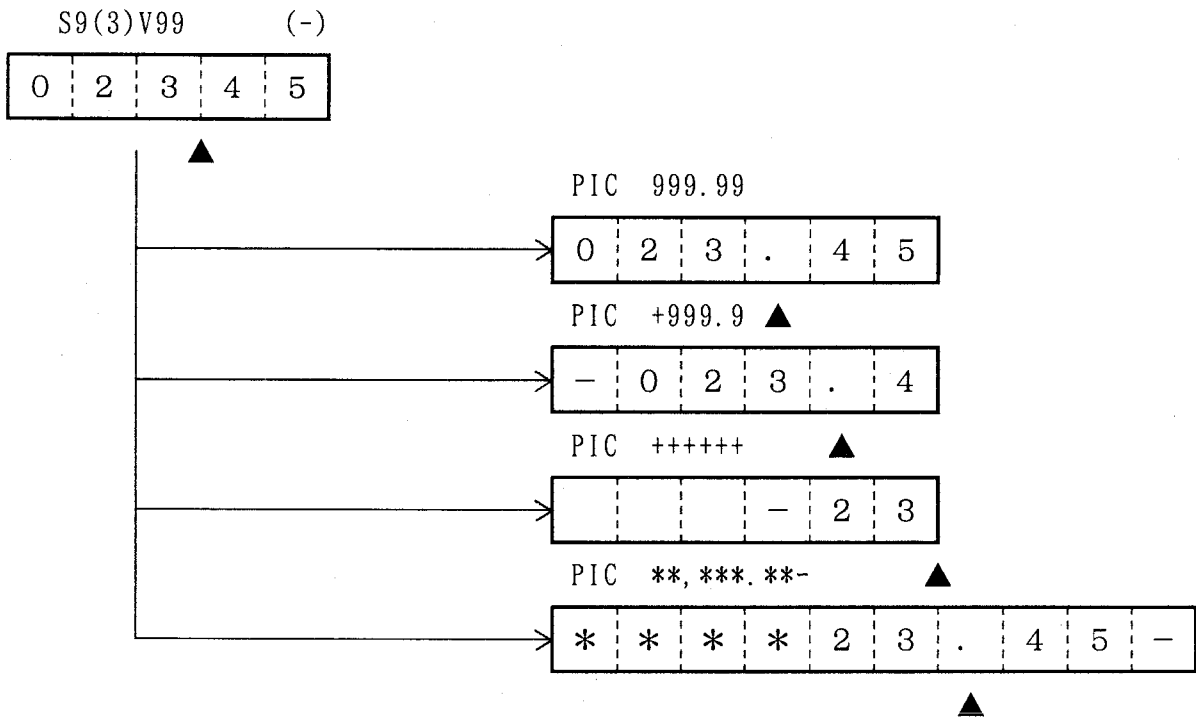 S9(3)V99 (-)
0 2 3 4 5
▲
PIC 999.99
0 2 3 . 4 5
PIC +999.9 ▲
- 0 2 3 . 4
PIC ++++++ ▲
- 2 3
PIC **,***.**- ▲
* * * * 2 3 . 4 5 -
▲